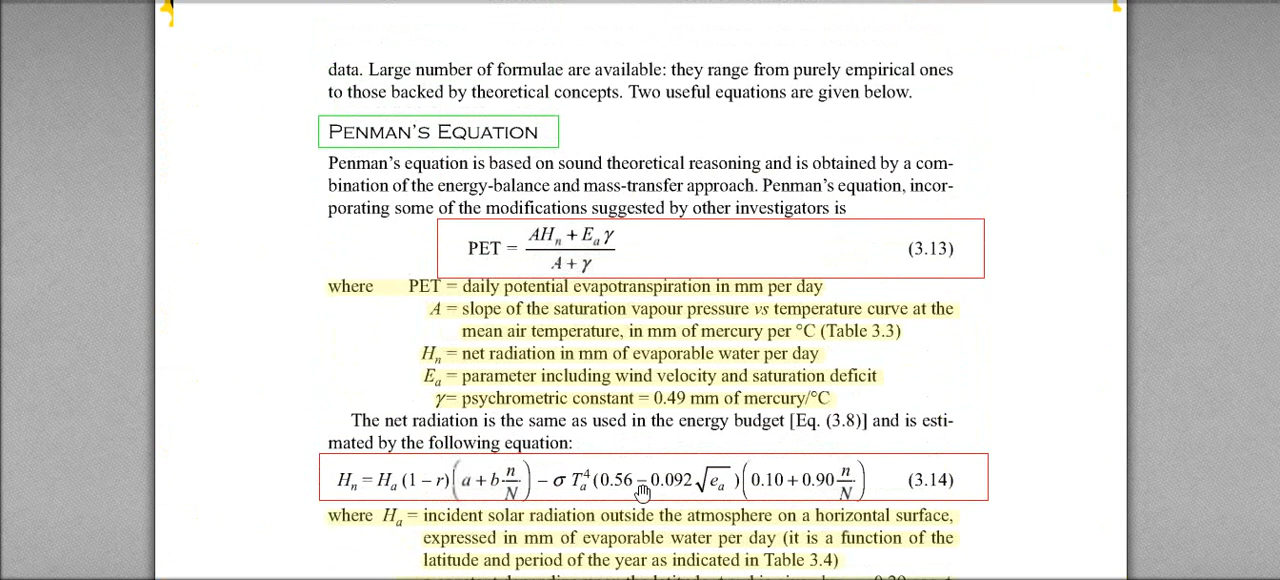 data. Large number of formulae are available: they range from purely empirical ones
to those backed by theoretical concepts. Two useful equations are given below.
PENMAN'S EQUATION
Penman's equation is based on sound theoretical reasoning and is obtained by a com-
bination of the energy-balance and mass-transfer approach. Penman's equation, incor-
porating some of the modifications suggested by other investigators is
PET = (AHₙ + Eₐγ) / (A + γ) (3.13)
where PET = daily potential evapotranspiration in mm per day
A = slope of the saturation vapour pressure vs temperature curve at the
mean air temperature, in mm of mercury per °C (Table 3.3)
Hₙ = net radiation in mm of evaporable water per day
Eₐ = parameter including wind velocity and saturation deficit
γ= psychrometric constant = 0.49 mm of mercury/°C
The net radiation is the same as used in the energy budget [Eq. (3.8)] and is esti-
mated by the following equation:
Hₙ = Hₐ (1 – r)(a + b n/N) – σ Tₐ⁴ (0.56 – 0.092 √eₐ)(0.10 + 0.90 n/N) (3.14)
where Hₐ = incident solar radiation outside the atmosphere on a horizontal surface,
expressed in mm of evaporable water per day (it is a function of the
latitude and period of the year as indicated in Table 3.4)